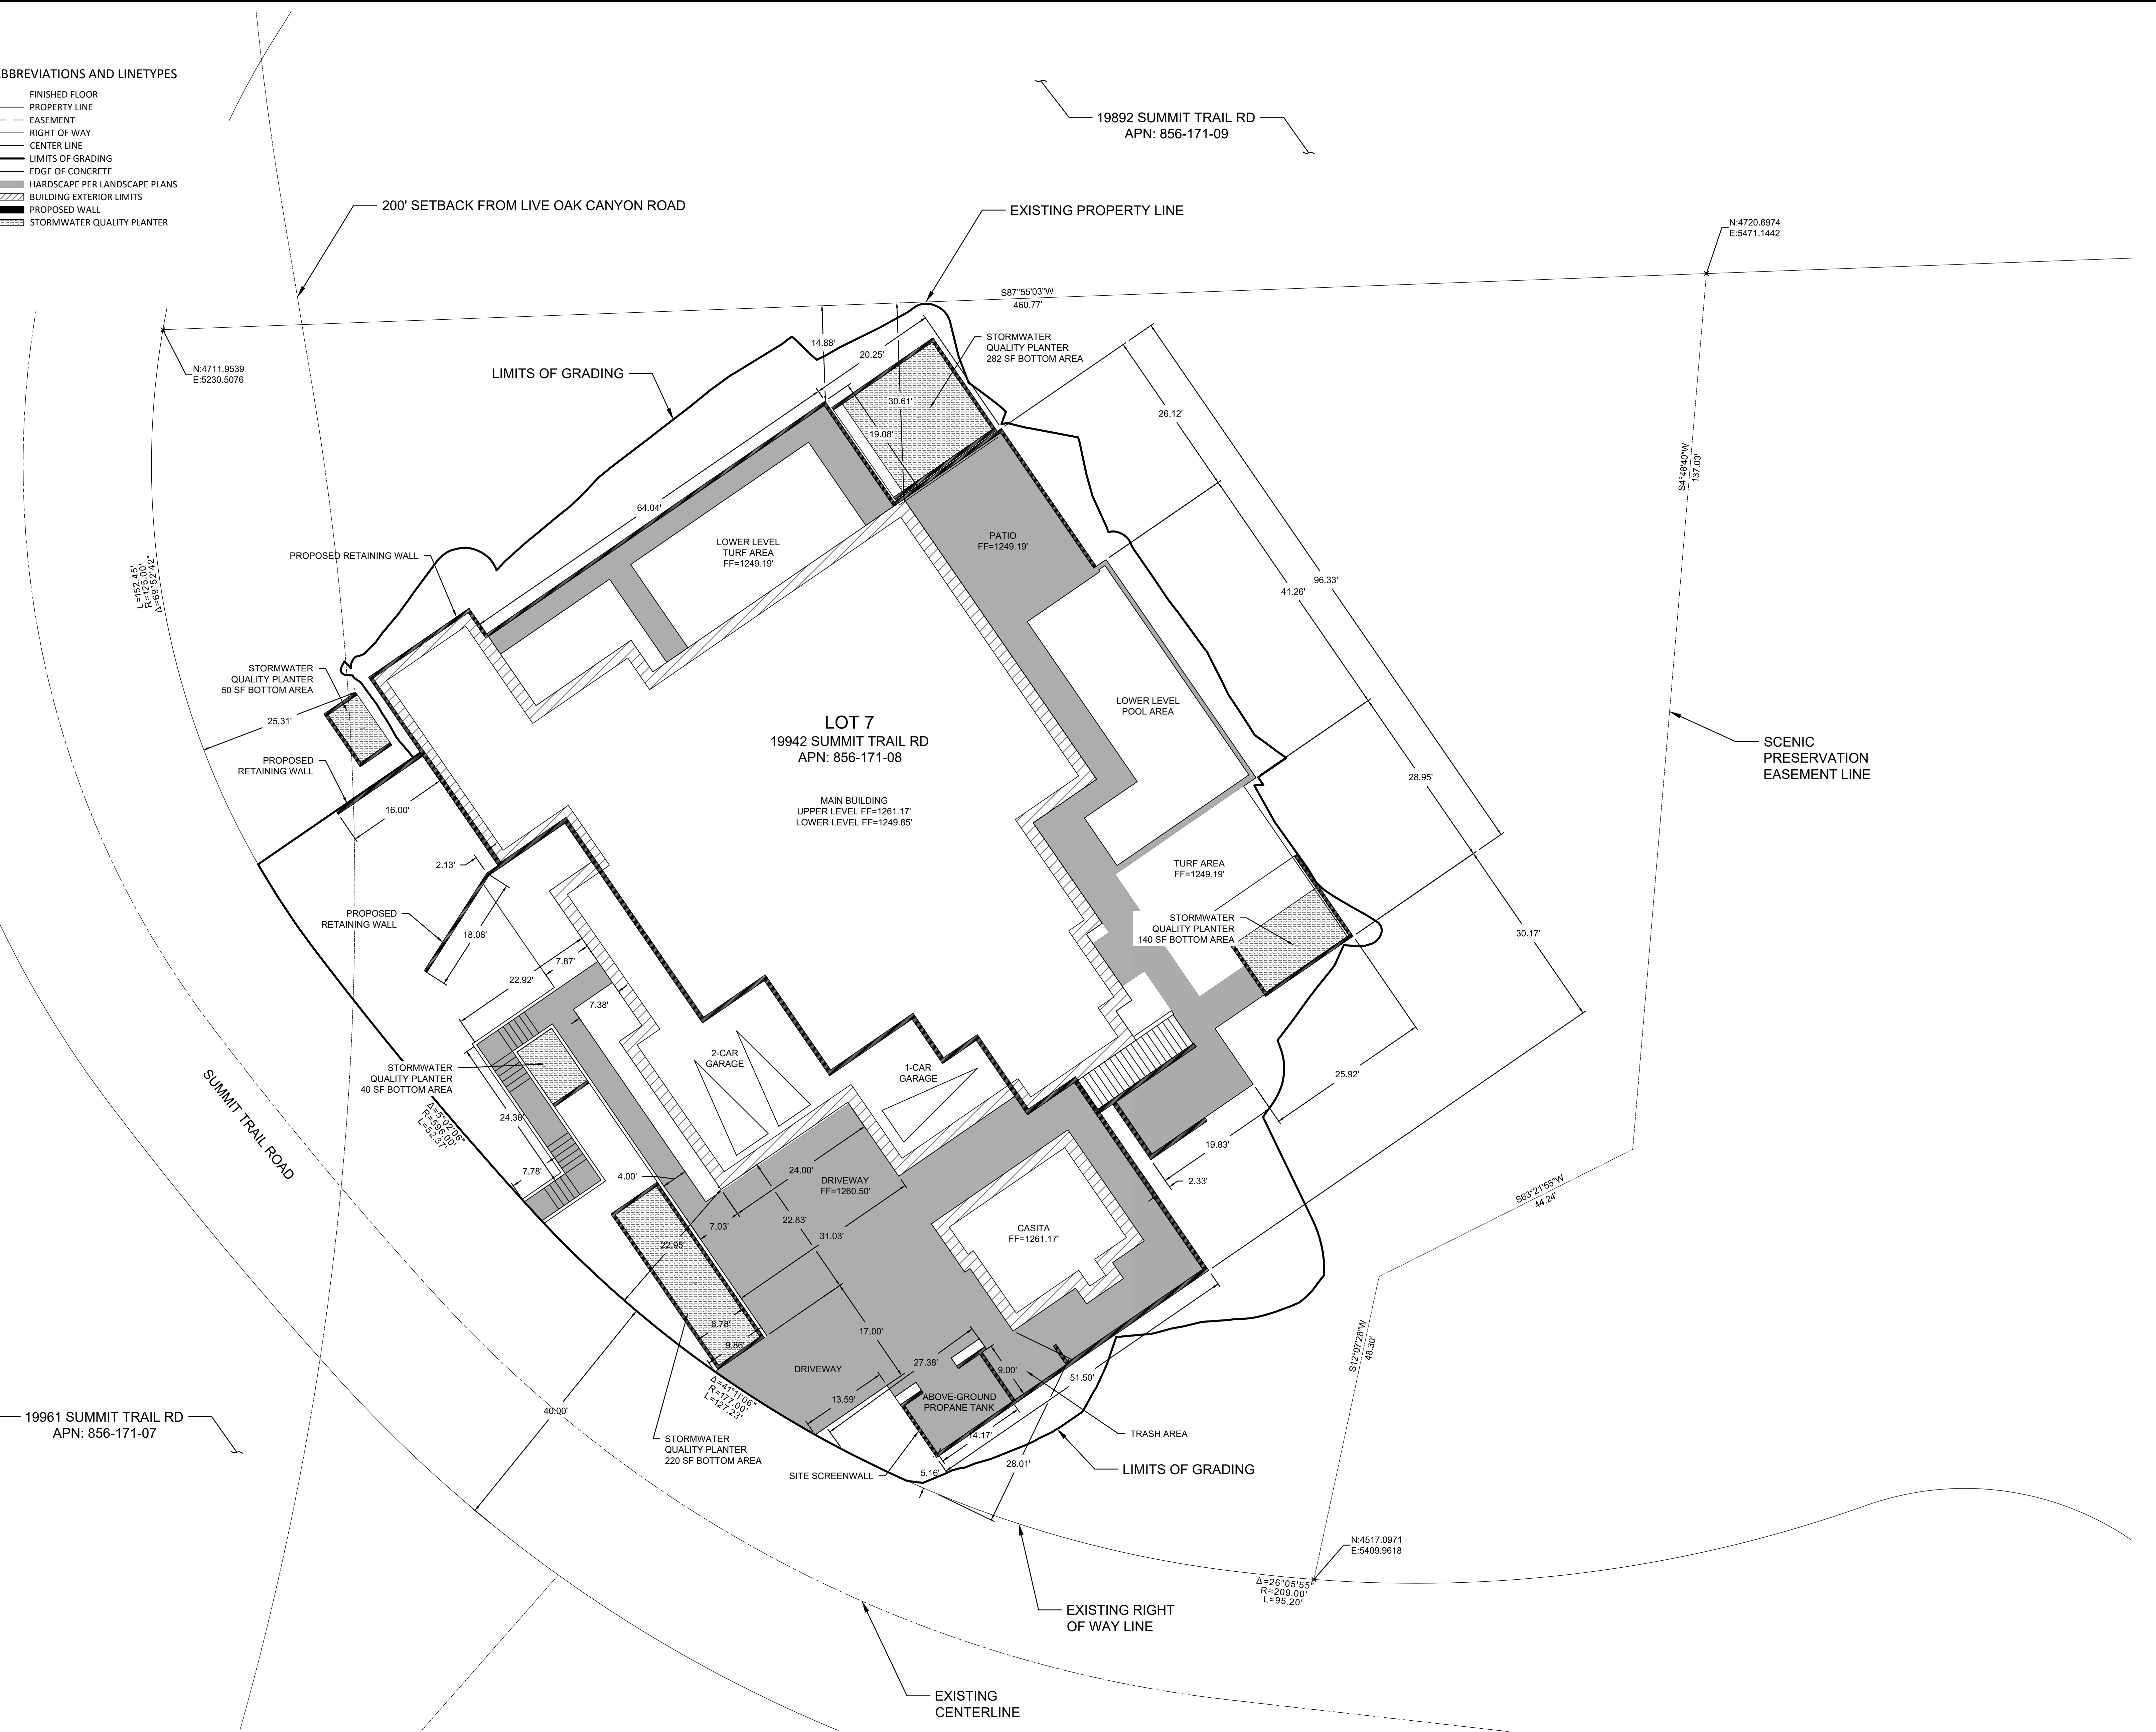 BBREVIATIONS AND LINETYPES
FINISHED FLOOR
PROPERTY LINE
EASEMENT
RIGHT OF WAY
CENTER LINE
LIMITS OF GRADING
EDGE OF CONCRETE
HARDSCAPE PER LANDSCAPE PLANS
BUILDING EXTERIOR LIMITS
PROPOSED WALL
STORMWATER QUALITY PLANTER
19892 SUMMIT TRAIL RD
APN: 856-171-09
200' SETBACK FROM LIVE OAK CANYON ROAD
EXISTING PROPERTY LINE
N:4720.6974
E:5471.1442
S87°55'03"W
460.77'
N:4711.9539
E:5230.5076
LIMITS OF GRADING
14.88'
20.25'
STORMWATER
QUALITY PLANTER
282 SF BOTTOM AREA
30.61'
19.08'
26.12'
S4°48'40"W
137.03'
64.04'
PROPOSED RETAINING WALL
LOWER LEVEL
TURF AREA
FF=1249.19'
PATIO
FF=1249.19'
96.33'
41.26'
L=152.45'
R=125.00'
Δ=69°52'42"
STORMWATER
QUALITY PLANTER
50 SF BOTTOM AREA
25.31'
LOWER LEVEL
POOL AREA
LOT 7
19942 SUMMIT TRAIL RD
APN: 856-171-08
SCENIC
PRESERVATION
EASEMENT LINE
PROPOSED
RETAINING WALL
28.95'
MAIN BUILDING
UPPER LEVEL FF=1261.17'
LOWER LEVEL FF=1249.85'
16.00'
2.13'
TURF AREA
FF=1249.19'
PROPOSED
RETAINING WALL
18.08'
STORMWATER
QUALITY PLANTER
140 SF BOTTOM AREA
30.17'
7.87'
22.92'
7.38'
2-CAR
GARAGE
1-CAR
GARAGE
STORMWATER
QUALITY PLANTER
40 SF BOTTOM AREA
25.92'
SUMMIT TRAIL ROAD
Δ=5°02'06"
R=596.00'
L=52.37'
24.38'
19.83'
7.78'
4.00'
24.00'
DRIVEWAY
FF=1260.50'
2.33'
S63°21'55"W
44.24'
7.03'
22.83'
31.03'
22.95'
CASITA
FF=1261.17'
8.78'
9.86'
17.00'
S12°07'28"W
48.30'
27.38'
DRIVEWAY
9.00'
51.50'
13.59'
ABOVE-GROUND
PROPANE TANK
Δ=41°11'06"
R=177.00'
L=127.23'
40.00'
19961 SUMMIT TRAIL RD
APN: 856-171-07
STORMWATER
QUALITY PLANTER
220 SF BOTTOM AREA
14.17'
TRASH AREA
28.01'
LIMITS OF GRADING
SITE SCREENWALL
5.16'
N:4517.0971
E:5409.9618
Δ=26°05'55"
R=209.00'
L=95.20'
EXISTING RIGHT
OF WAY LINE
EXISTING
CENTERLINE